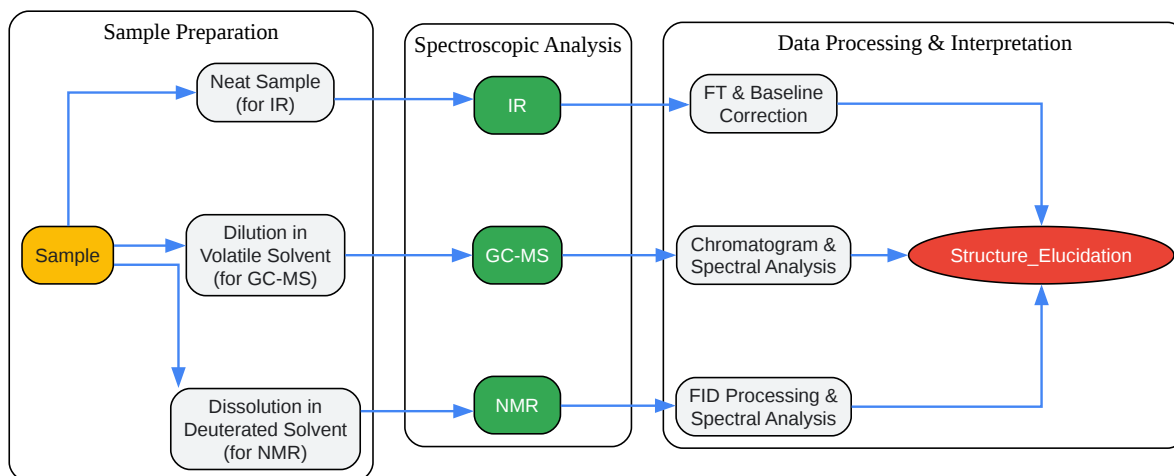 Sample Preparation
Spectroscopic Analysis
Data Processing & Interpretation
Neat Sample
(for IR)
IR
FT & Baseline
Correction
Sample
Dilution in
Volatile Solvent
(for GC-MS)
GC-MS
Chromatogram &
Spectral Analysis
Structure_Elucidation
Dissolution in
Deuterated Solvent
(for NMR)
NMR
FID Processing &
Spectral Analysis